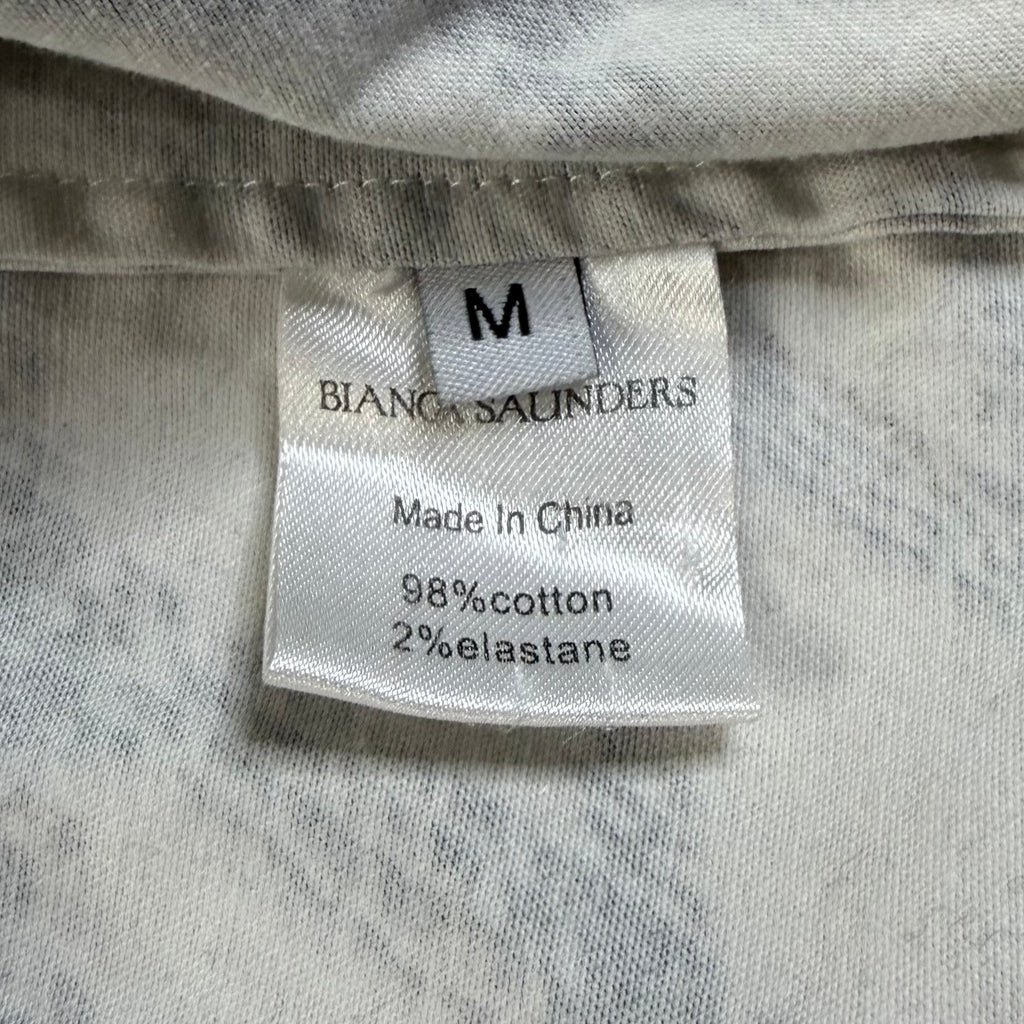 M
BIANCA SAUNDERS
Made In China
98%cotton
2%elastane